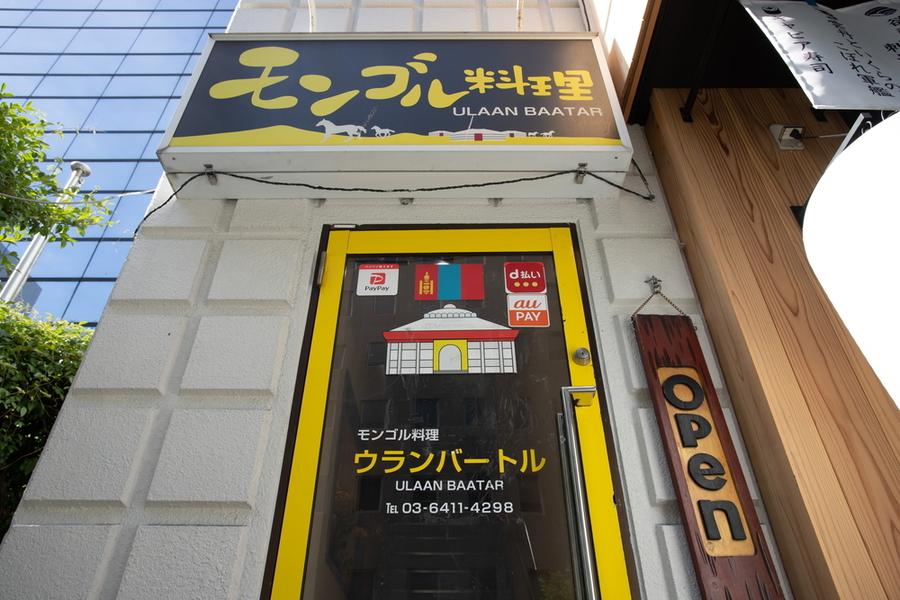 モンゴル料理
ULAAN BAATAR
PayPay
d払い
au
PAY
モンゴル料理
ウランバートル
ULAAN BAATAR
TEL 03-6411-4298
open